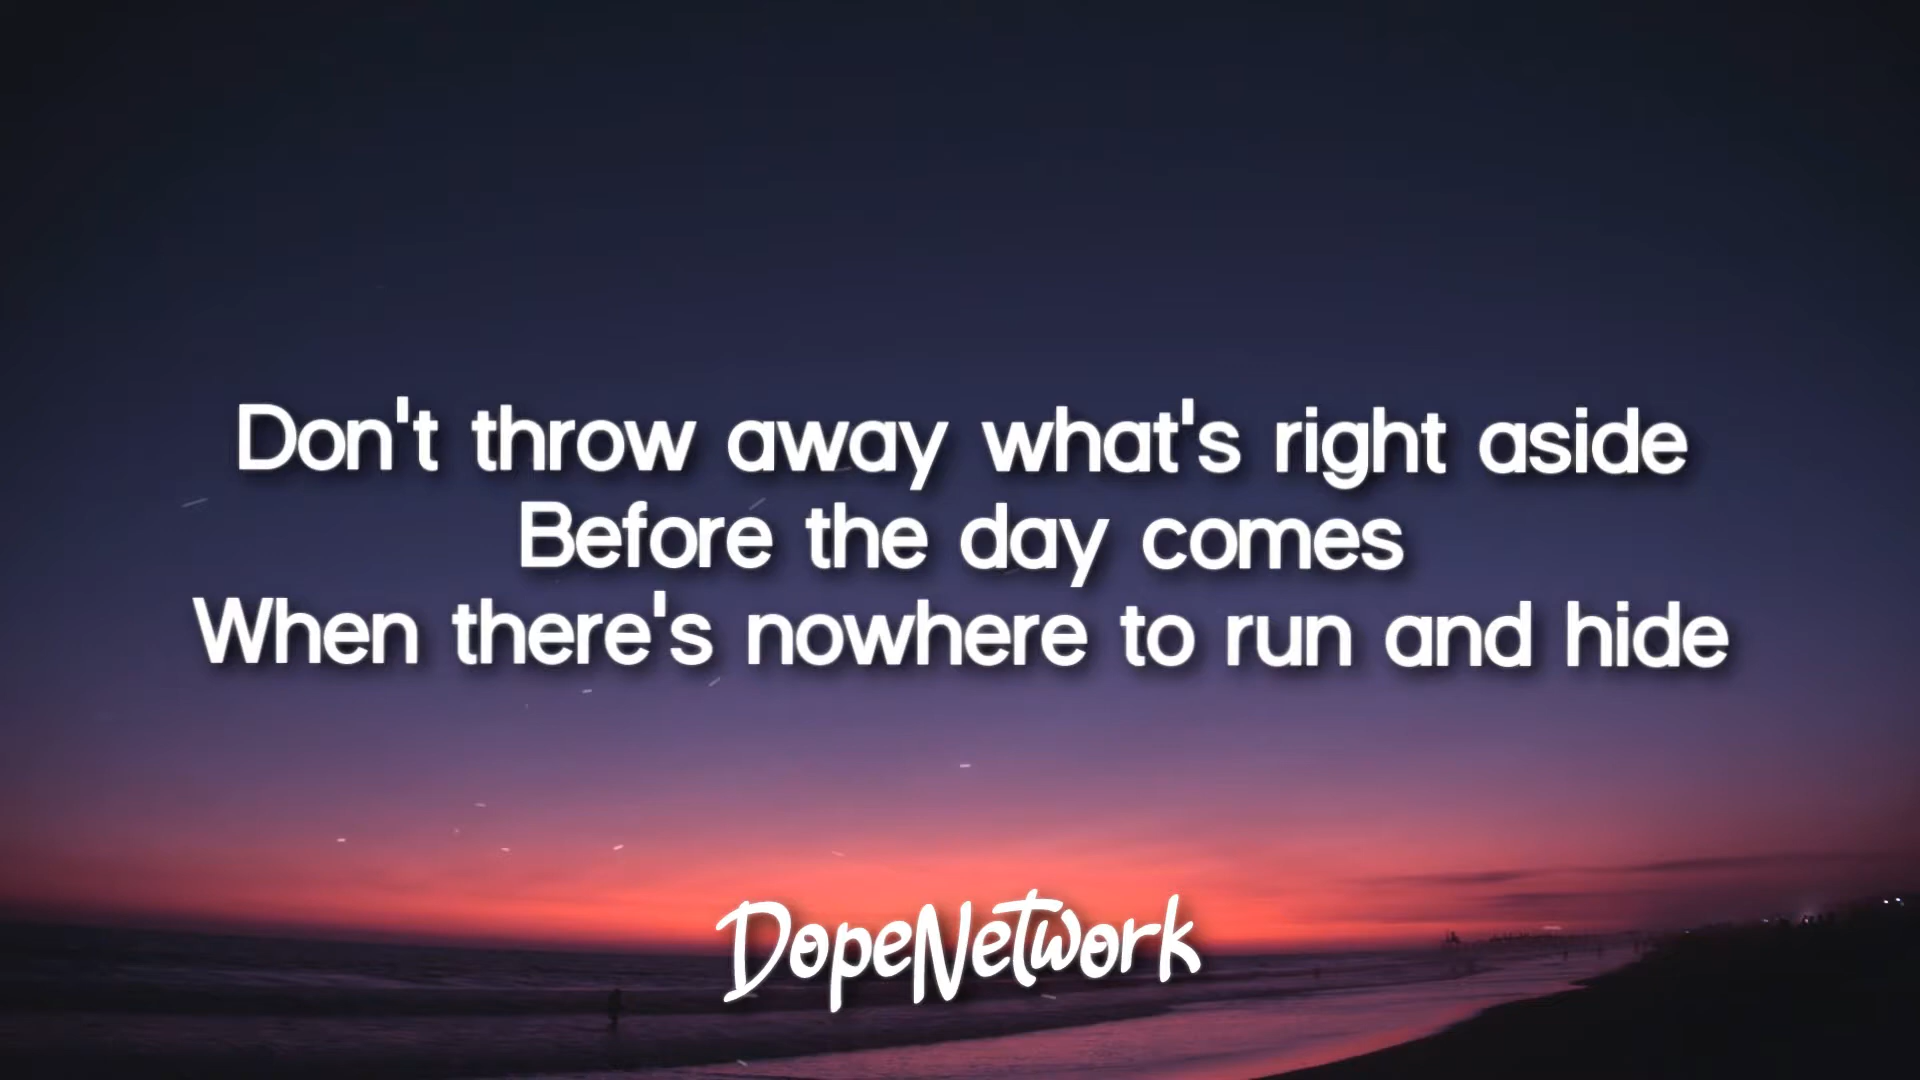 Don't throw away what's right aside
Before the day comes
When there's nowhere to run and hide
DopeNetwork